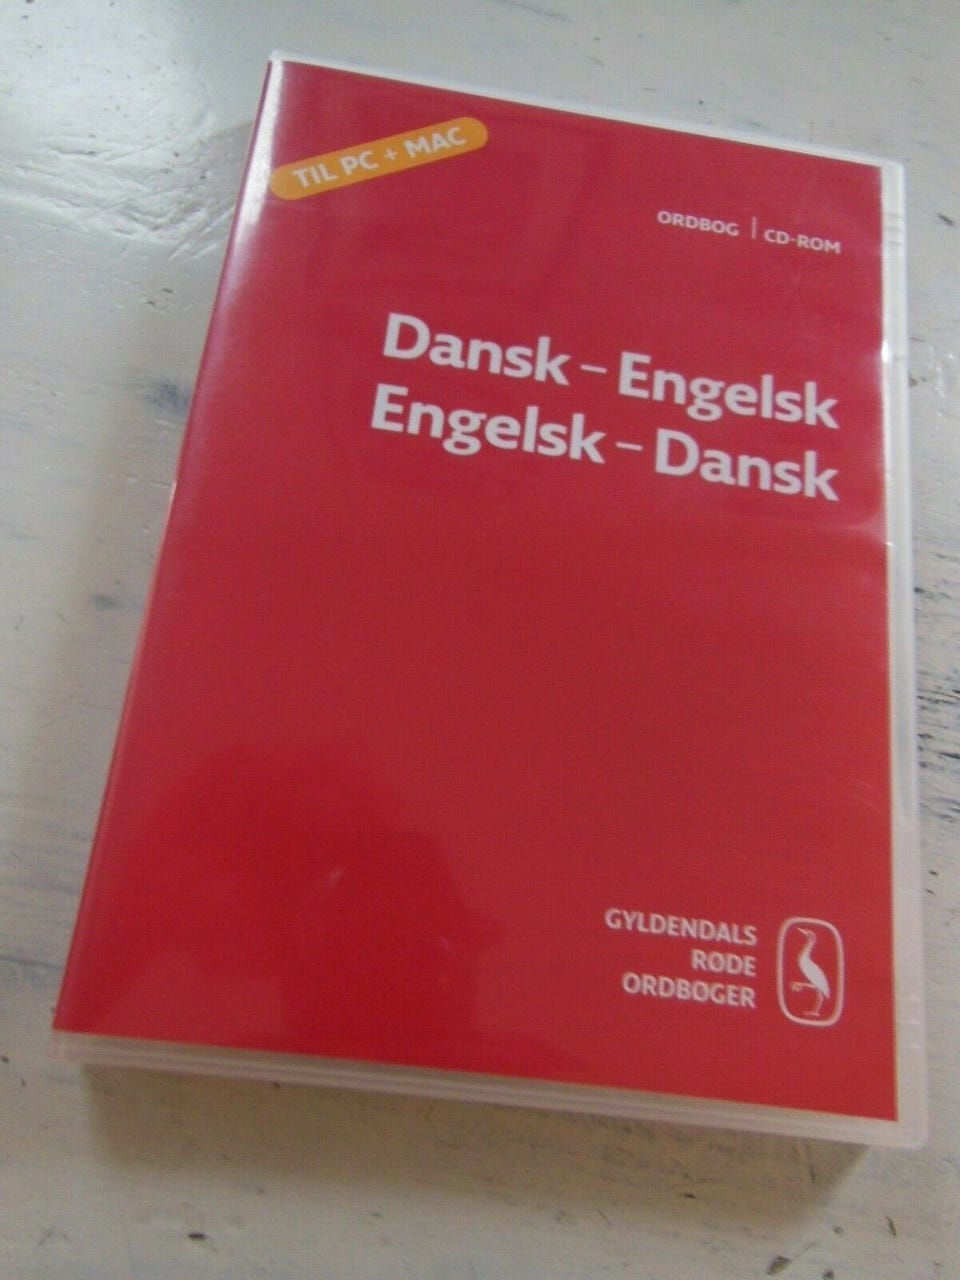 TIL PC + MAC
ORDBOG | CD-ROM
Dansk – Engelsk
Engelsk – Dansk
GYLDENDALS
RØDE
ORDBØGER